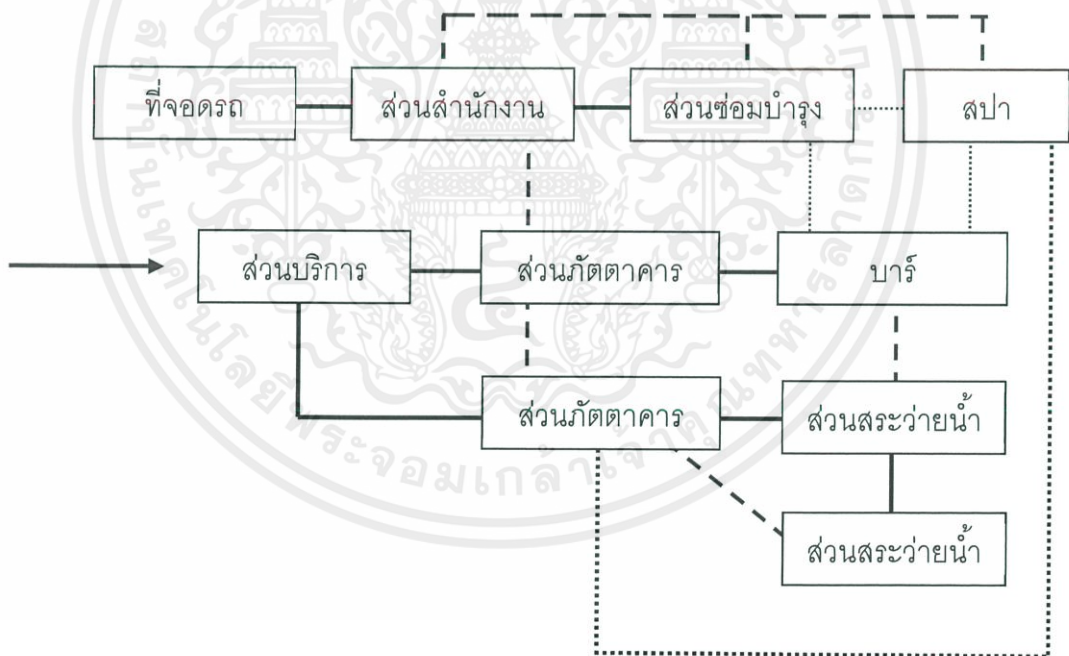 ที่จอดรถ
ส่วนสำนักงาน
ส่วนซ่อมบำรุง
สปา
ส่วนบริการ
ส่วนภัตตาคาร
บาร์
ส่วนภัตตาคาร
ส่วนสระว่ายน้ำ
ส่วนสระว่ายน้ำ